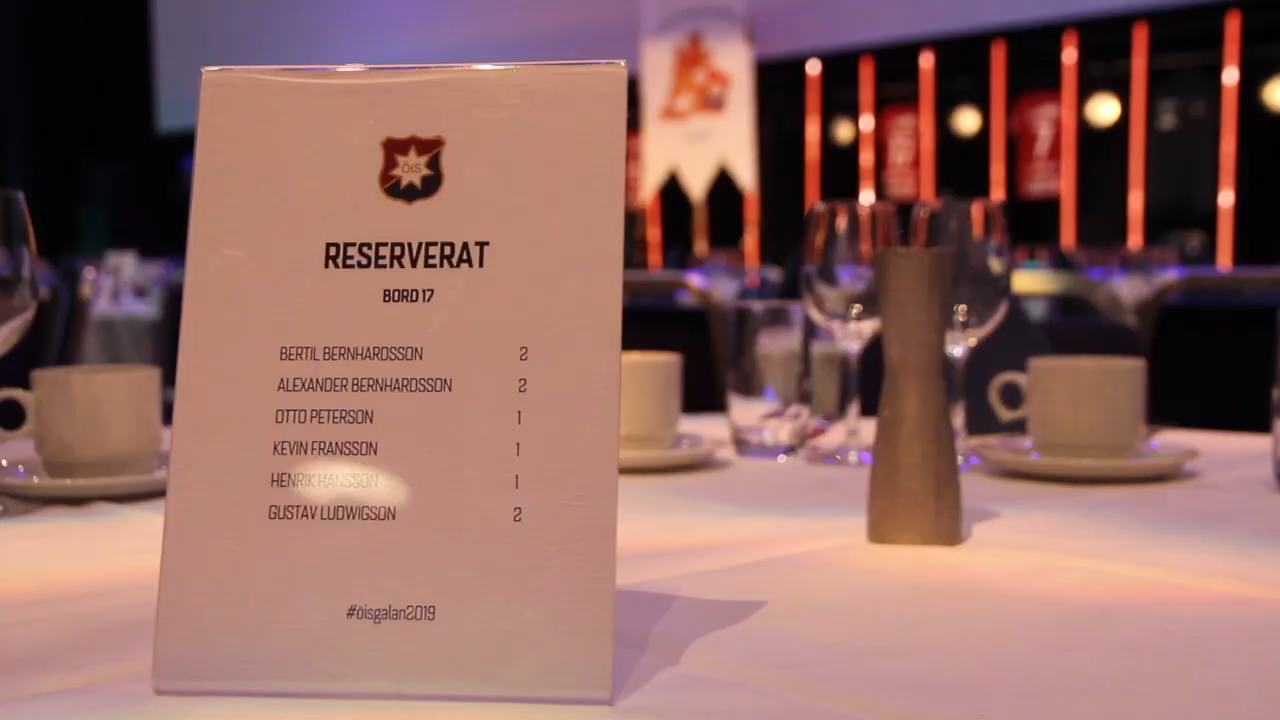 ÖIS
RESERVERAT
BORD 17
BERTIL BERNHARDSSON 2
ALEXANDER BERNHARDSSON 2
OTTO PETERSON 1
KEVIN FRANSSON 1
HENRIK HANSSON 1
GUSTAV LUDWIGSON 2
#öisgalan2019
7